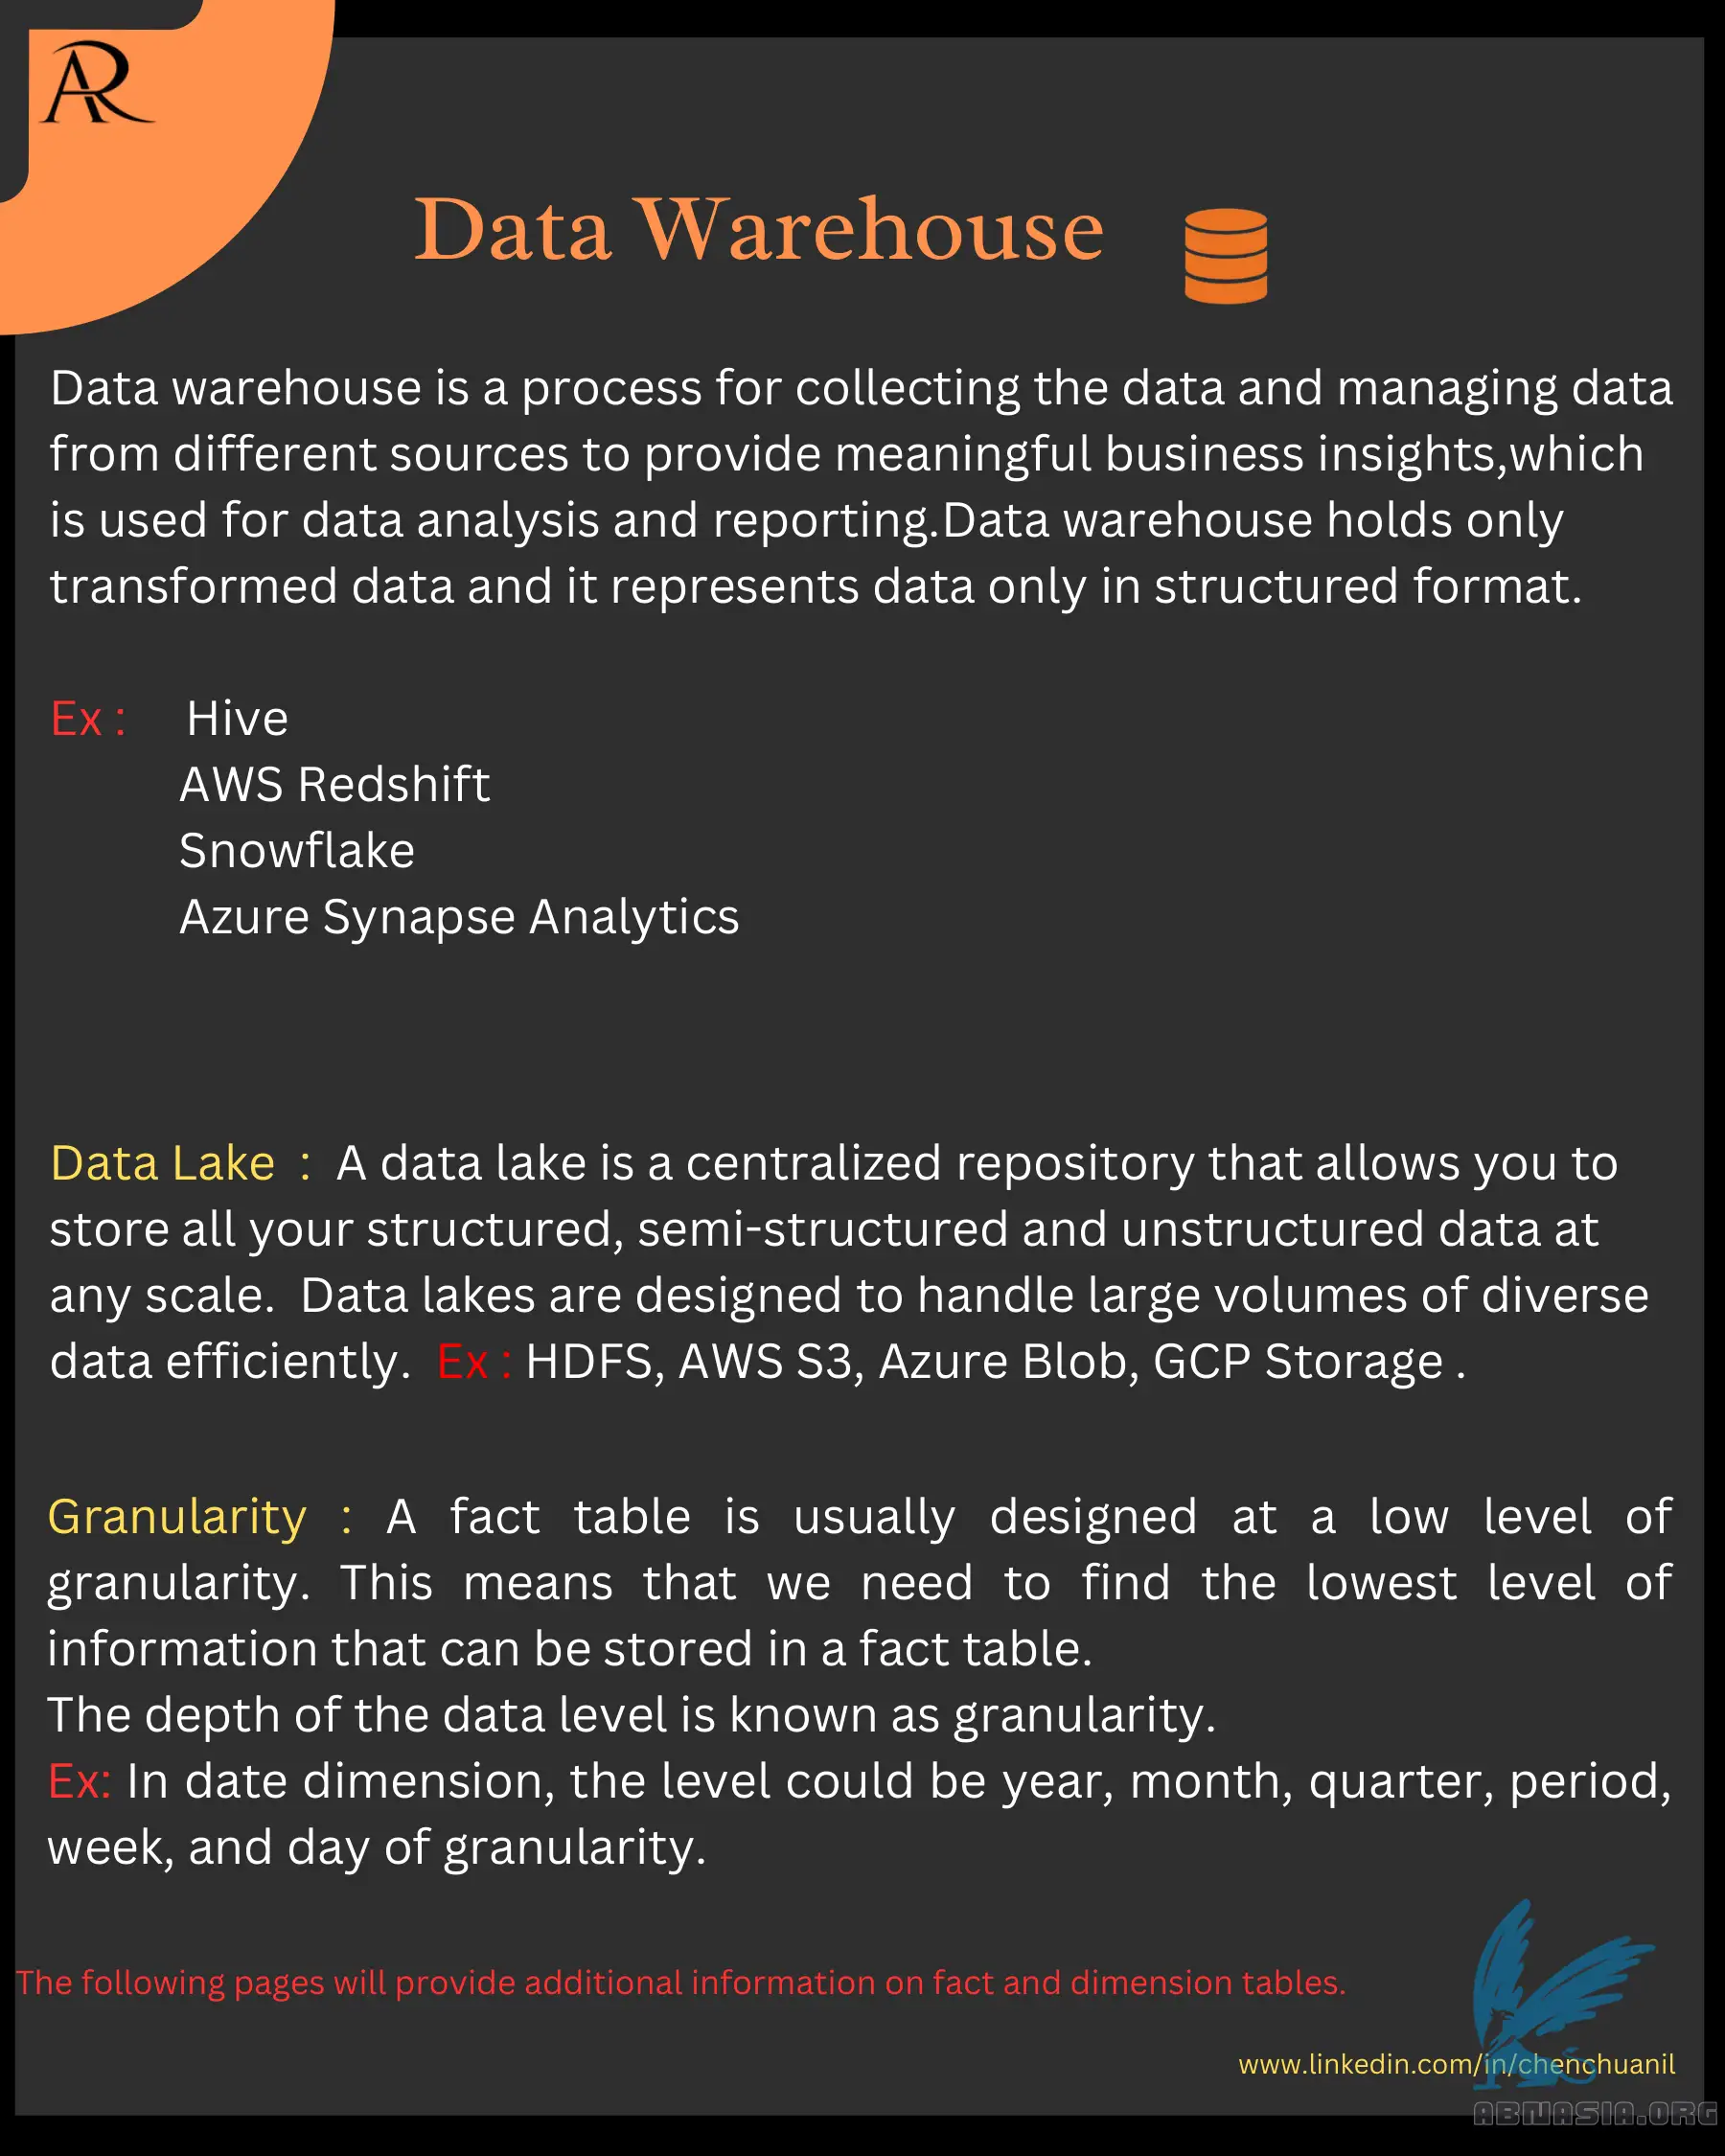 AR
Data Warehouse
Data warehouse is a process for collecting the data and managing data
from different sources to provide meaningful business insights,which
is used for data analysis and reporting.Data warehouse holds only
transformed data and it represents data only in structured format.
Ex : Hive
AWS Redshift
Snowflake
Azure Synapse Analytics
Data Lake : A data lake is a centralized repository that allows you to
store all your structured, semi-structured and unstructured data at
any scale. Data lakes are designed to handle large volumes of diverse
data efficiently. Ex : HDFS, AWS S3, Azure Blob, GCP Storage .
Granularity : A fact table is usually designed at a low level of
granularity. This means that we need to find the lowest level of
information that can be stored in a fact table.
The depth of the data level is known as granularity.
Ex: In date dimension, the level could be year, month, quarter, period,
week, and day of granularity.
The following pages will provide additional information on fact and dimension tables.
www.linkedin.com/in/chenchuanil
ABNASIA.ORG